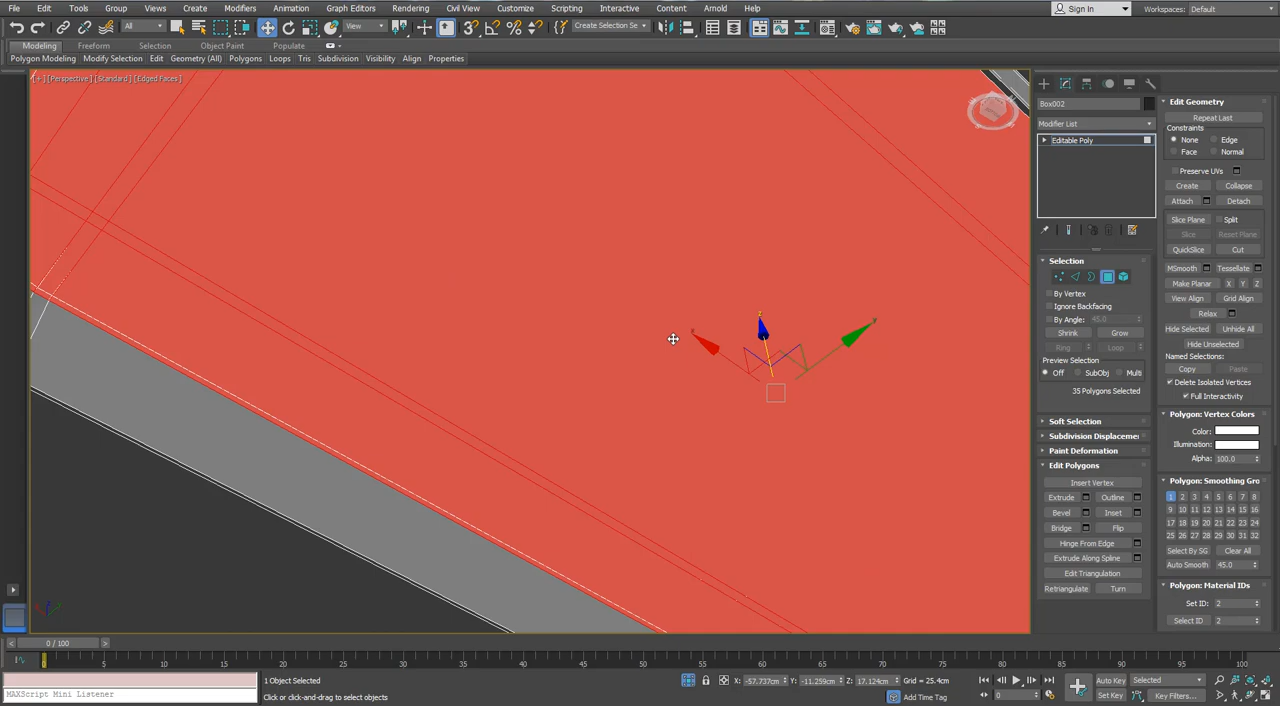 File Edit Tools Group Views Create Modifiers Animation Graph Editors Rendering Civil View Customize Scripting Interactive Content Arnold Help Sign In Workspaces: Default
All View Create Selection Se
Modeling Freeform Selection Object Paint Populate
Polygon Modeling Modify Selection Edit Geometry (All) Polygons Loops Tris Subdivision Visibility Align Properties
[+] [Perspective] [Standard] [Edged Faces]
Box002
Modifier List
Editable Poly
Selection
By Vertex
Ignore Backfacing
By Angle: 45.0
Shrink Grow
Ring Loop
Preview Selection
Off SubObj Multi
35 Polygons Selected
Soft Selection
Subdivision Displaceme
Paint Deformation
Edit Polygons
Insert Vertex
Extrude Outline
Bevel Inset
Bridge Flip
Hinge From Edge
Extrude Along Spline
Edit Triangulation
Retriangulate Turn
Edit Geometry
Repeat Last
Constraints
None Edge
Face Normal
Preserve UVs
Create Collapse
Attach Detach
Slice Plane Split
Slice Reset Plane
QuickSlice Cut
MSmooth Tessellate
Make Planar X Y Z
View Align Grid Align
Relax
Hide Selected Unhide All
Hide Unselected
Named Selections:
Copy Paste
Delete Isolated Vertices
Full Interactivity
Polygon: Vertex Colors
Color:
Illumination:
Alpha: 100.0
Polygon: Smoothing Gro
1 2 3 4 5 6 7 8
9 10 11 12 13 14 15 16
17 18 19 20 21 22 23 24
25 26 27 28 29 30 31 32
Select By SG Clear All
Auto Smooth 45.0
Polygon: Material IDs
Set ID: 2
Select ID 2
0 / 100
0 5 10 15 20 25 30 35 40 45 50 55 60 65 70 75 80 85 90 95 100
1 Object Selected
MAXScript Mini Listener
Click or click-and-drag to select objects
X: -57.737cm Y: -11.259cm Z: 17.124cm Grid = 25.4cm
Add Time Tag
0
Auto Key Selected
Set Key Key Filters...